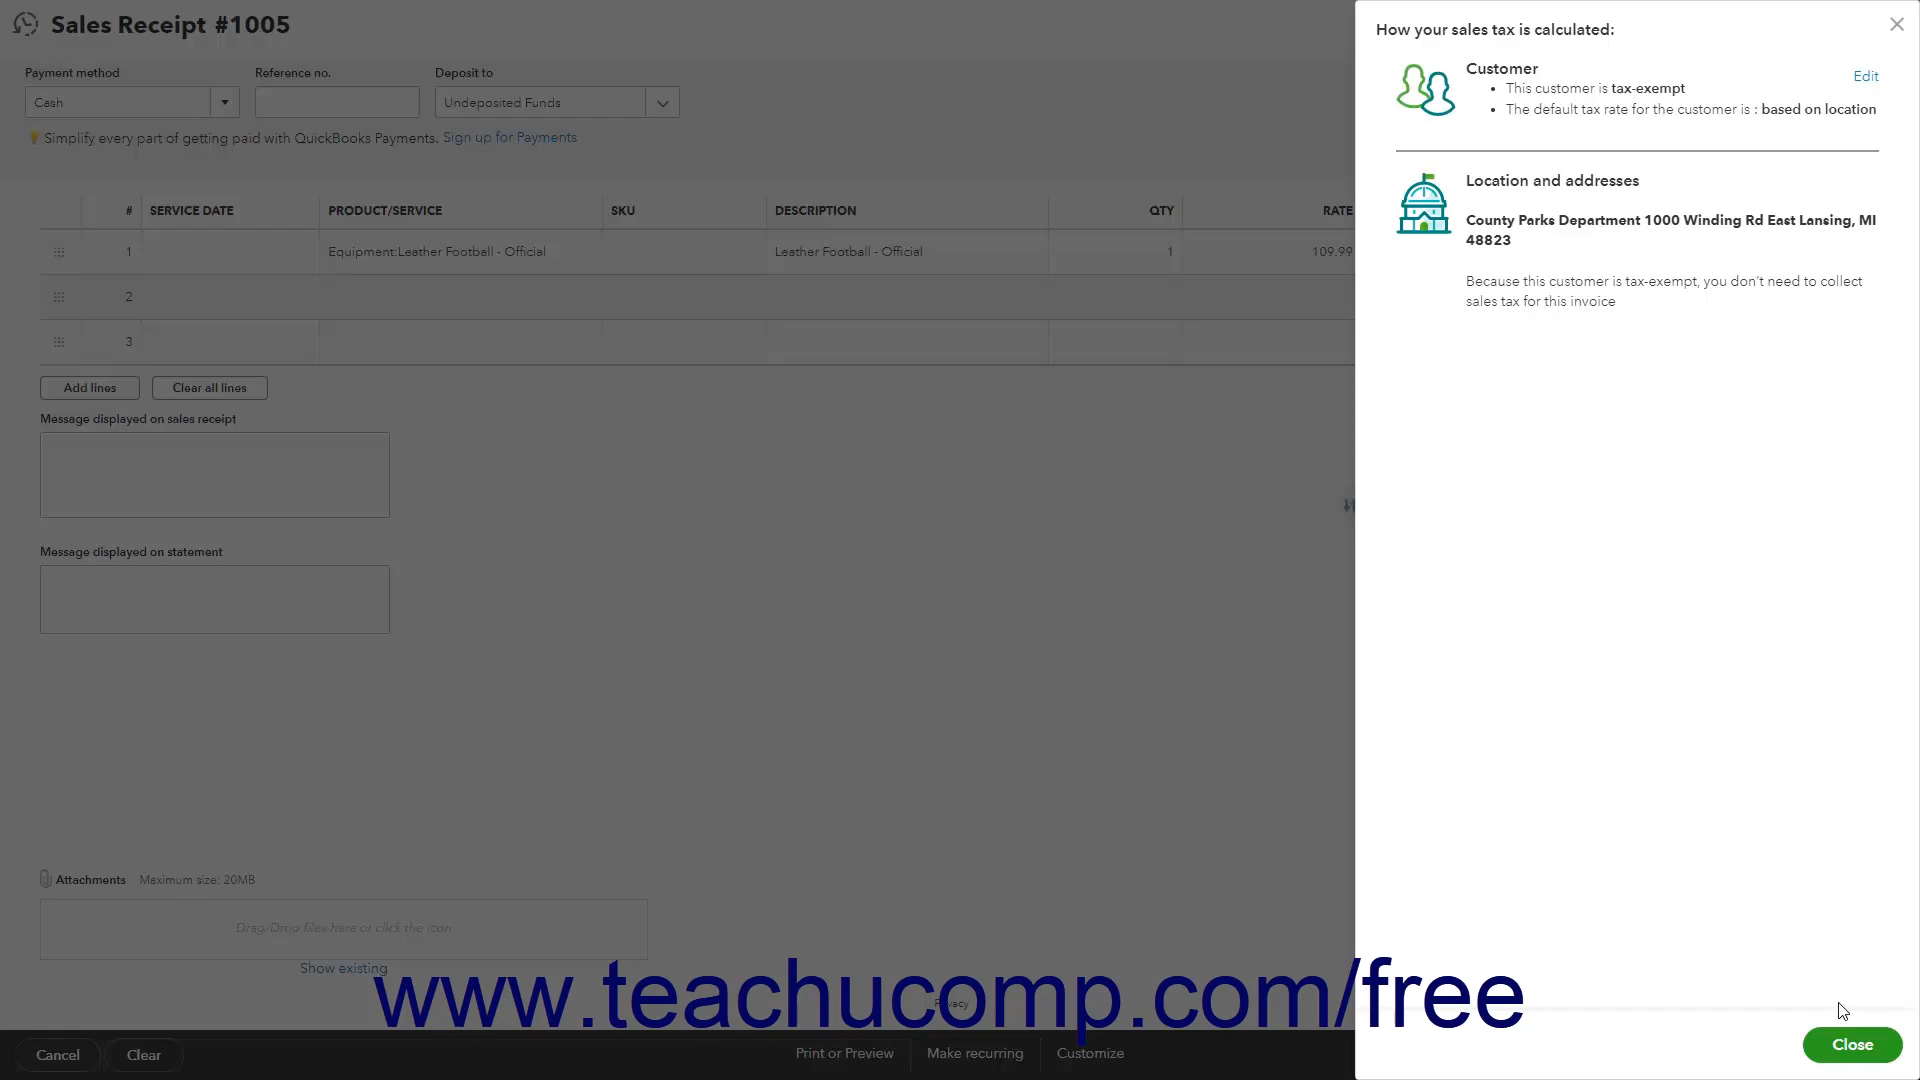 Sales Receipt #1005
Payment method
Reference no.
Deposit to
Cash
Undeposited Funds
Simplify every part of getting paid with QuickBooks Payments. Sign up for Payments
# SERVICE DATE PRODUCT/SERVICE SKU DESCRIPTION QTY RATE
1 Equipment:Leather Football - Official Leather Football - Official 1 109.99
2
3
Add lines Clear all lines
Message displayed on sales receipt
Message displayed on statement
Attachments Maximum size: 20MB
Drag/Drop files here or click the icon
Show existing
Privacy
www.teachucomp.com/free
Cancel Clear Print or Preview Make recurring Customize
How your sales tax is calculated:
Customer
Edit
• This customer is tax-exempt
• The default tax rate for the customer is : based on location
Location and addresses
County Parks Department 1000 Winding Rd East Lansing, MI
48823
Because this customer is tax-exempt, you don't need to collect
sales tax for this invoice
Close